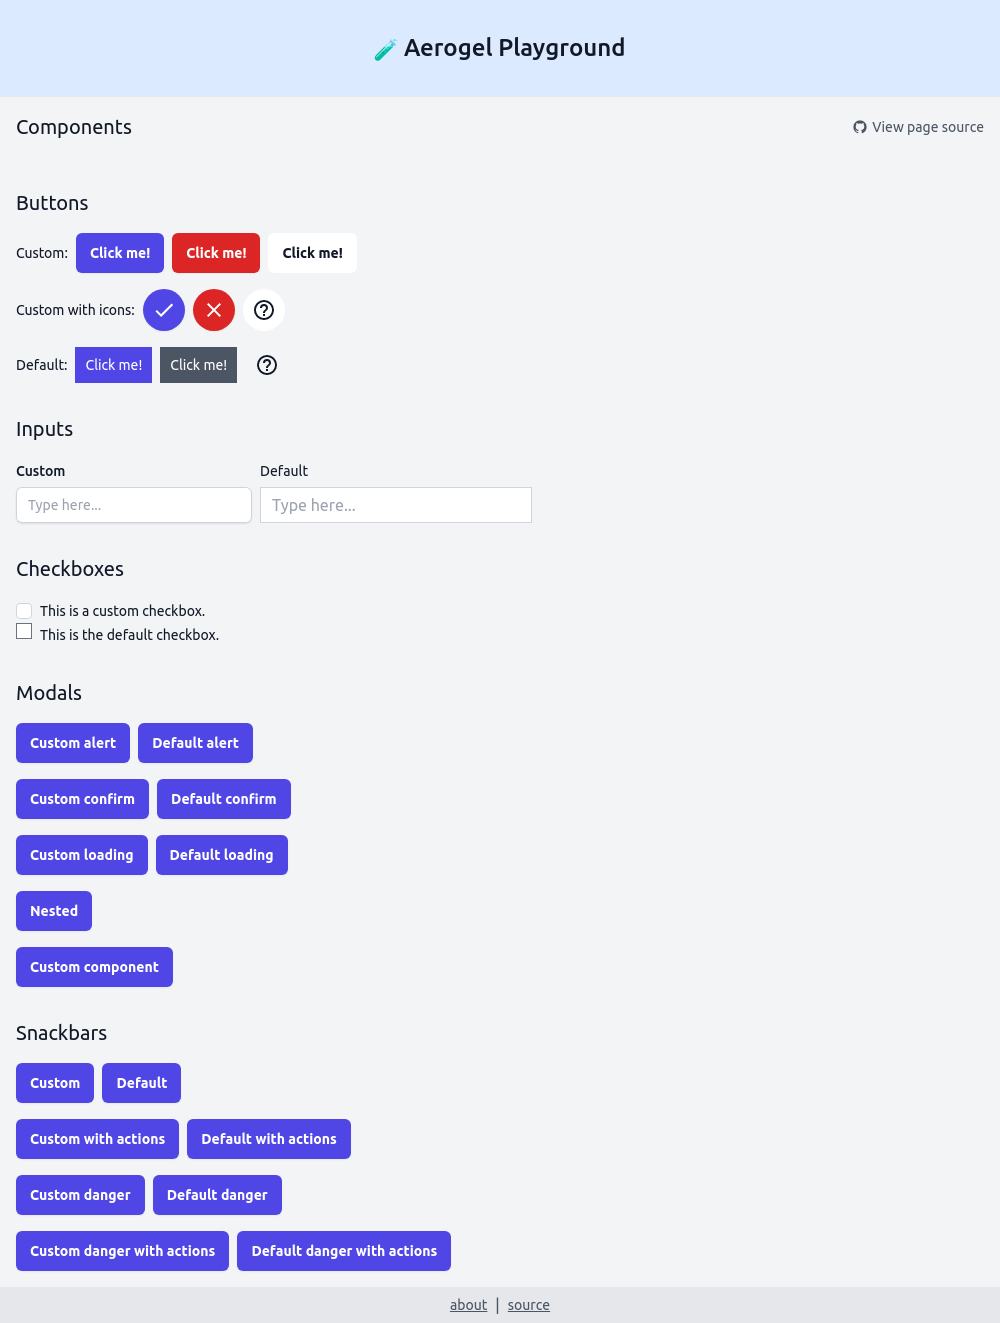 Aerogel Playground
Components
View page source
Buttons
Custom: Click me! Click me! Click me!
Custom with icons:
Default: Click me! Click me!
Inputs
Custom Default
Type here... Type here...
Checkboxes
This is a custom checkbox.
This is the default checkbox.
Modals
Custom alert Default alert
Custom confirm Default confirm
Custom loading Default loading
Nested
Custom component
Snackbars
Custom Default
Custom with actions Default with actions
Custom danger Default danger
Custom danger with actions Default danger with actions
about | source